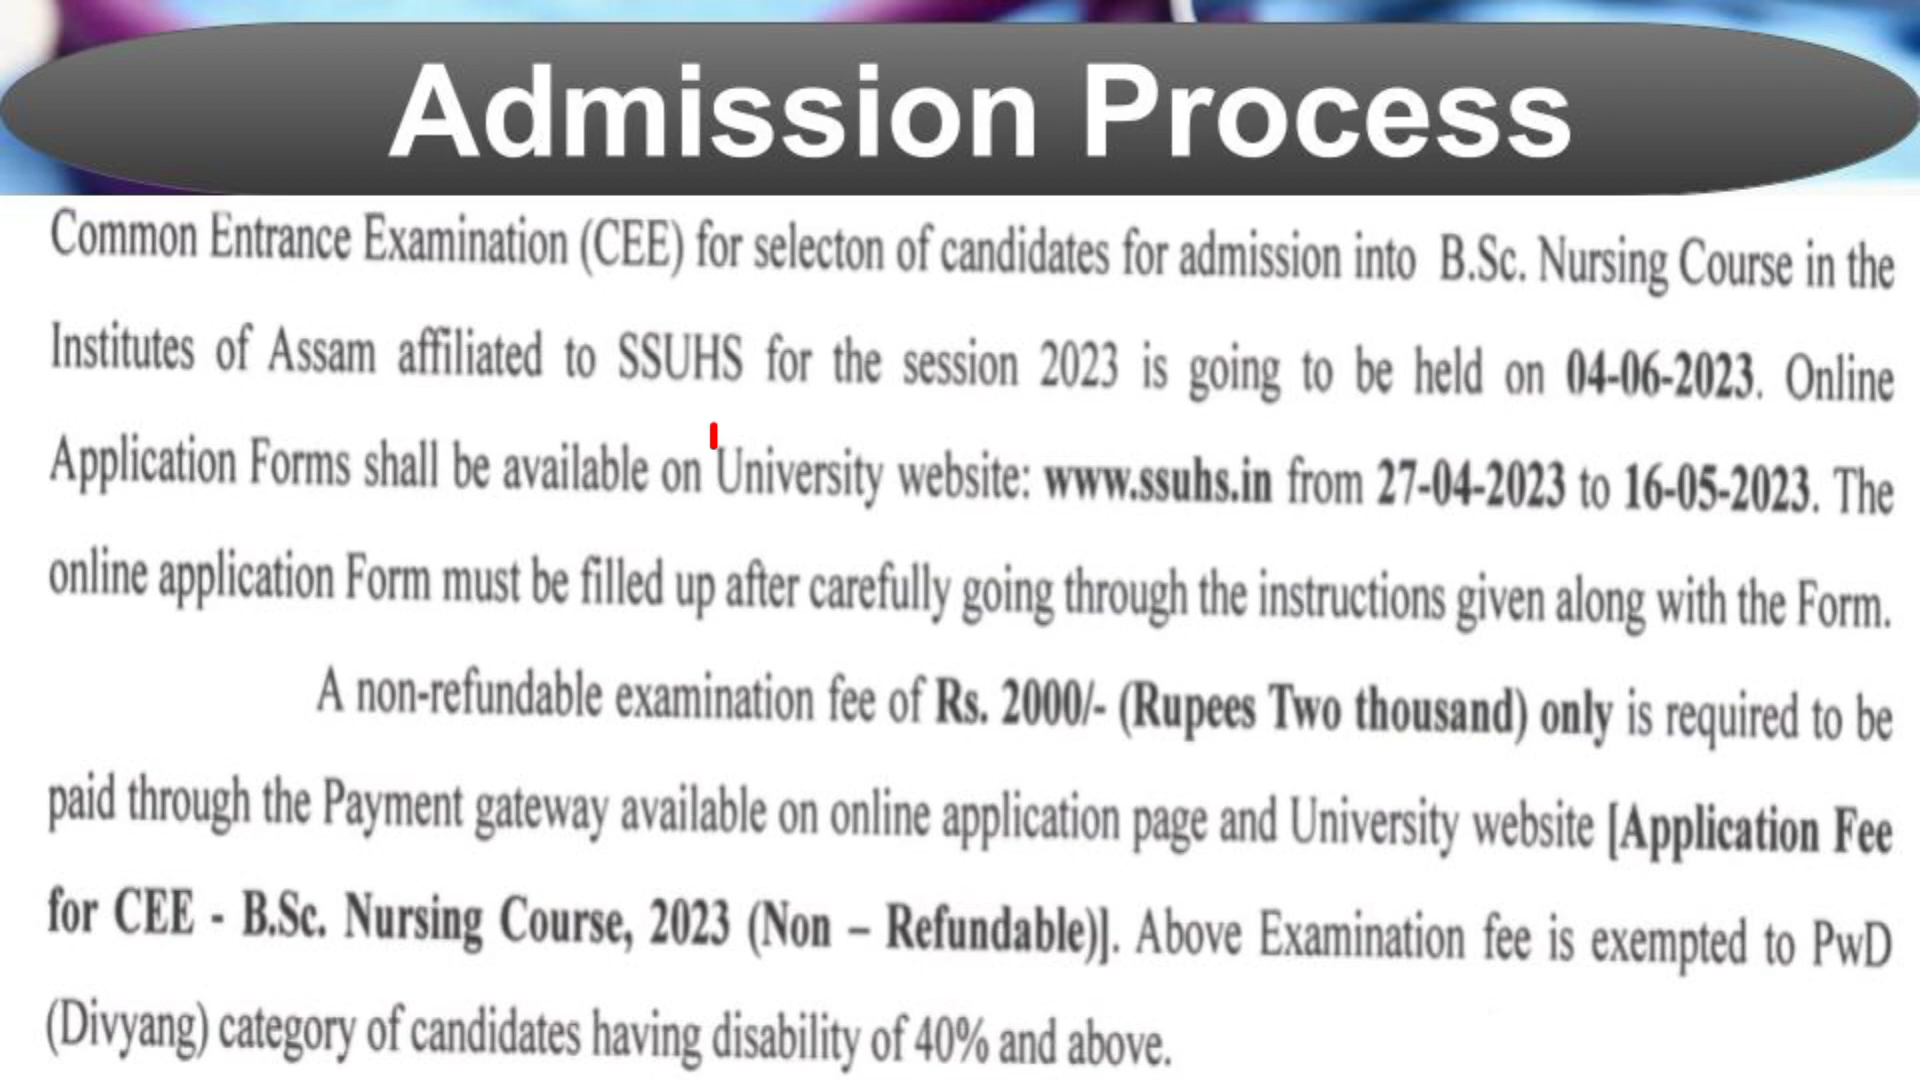 Admission Process
Common Entrance Examination (CEE) for selecton of candidates for admission into B.Sc. Nursing Course in the
Institutes of Assam affiliated to SSUHS for the session 2023 is going to be held on 04-06-2023. Online
Application Forms shall be available on University website: www.ssuhs.in from 27-04-2023 to 16-05-2023. The
online application Form must be filled up after carefully going through the instructions given along with the Form.
A non-refundable examination fee of Rs. 2000/- (Rupees Two thousand) only is required to be
paid through the Payment gateway available on online application page and University website [Application Fee
for CEE - B.Sc. Nursing Course, 2023 (Non – Refundable)]. Above Examination fee is exempted to PwD
(Divyang) category of candidates having disability of 40% and above.